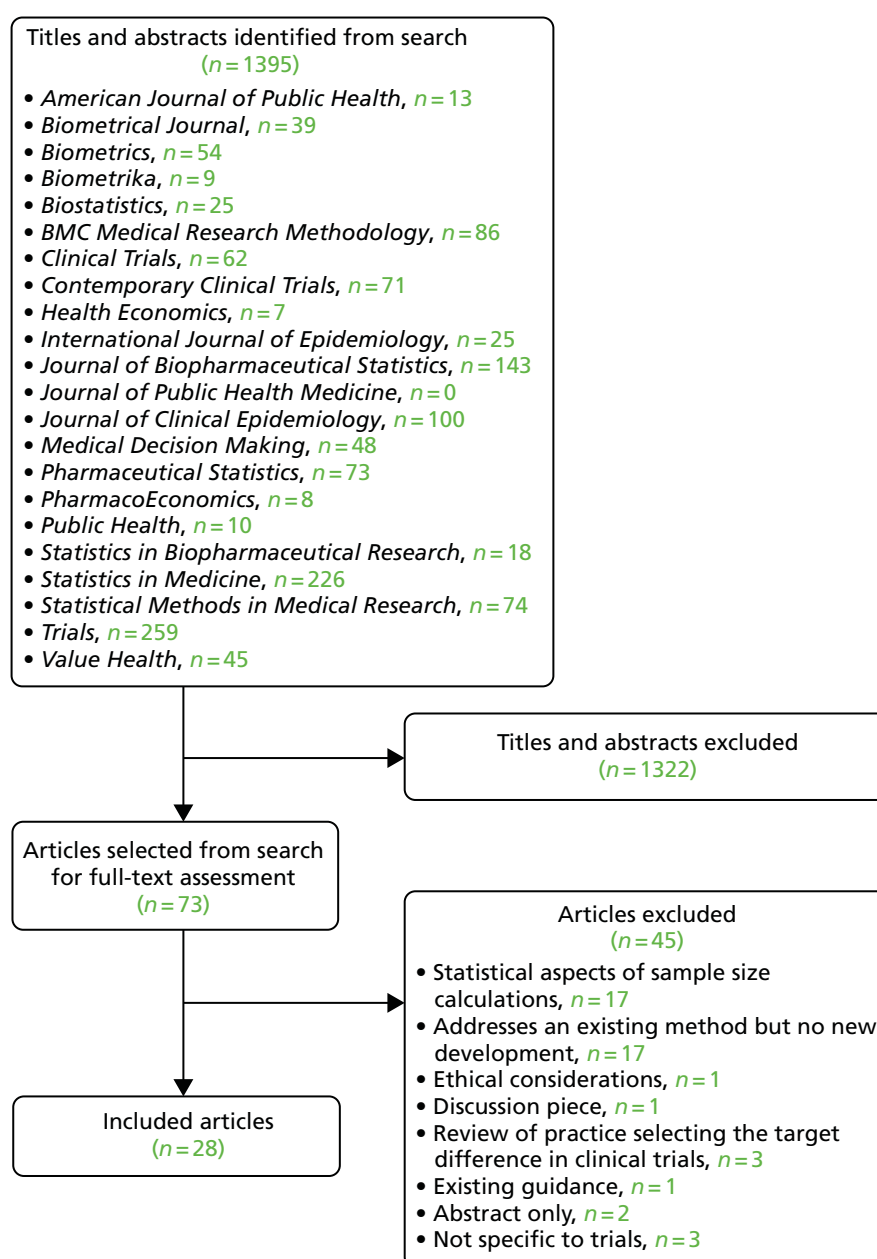 Titles and abstracts identified from search
(n = 1395)
• American Journal of Public Health, n = 13
• Biometrical Journal, n = 39
• Biometrics, n = 54
• Biometrika, n = 9
• Biostatistics, n = 25
• BMC Medical Research Methodology, n = 86
• Clinical Trials, n = 62
• Contemporary Clinical Trials, n = 71
• Health Economics, n = 7
• International Journal of Epidemiology, n = 25
• Journal of Biopharmaceutical Statistics, n = 143
• Journal of Public Health Medicine, n = 0
• Journal of Clinical Epidemiology, n = 100
• Medical Decision Making, n = 48
• Pharmaceutical Statistics, n = 73
• PharmacoEconomics, n = 8
• Public Health, n = 10
• Statistics in Biopharmaceutical Research, n = 18
• Statistics in Medicine, n = 226
• Statistical Methods in Medical Research, n = 74
• Trials, n = 259
• Value Health, n = 45
Titles and abstracts excluded
(n = 1322)
Articles selected from search
for full-text assessment
(n = 73)
Articles excluded
(n = 45)
• Statistical aspects of sample size
calculations, n = 17
• Addresses an existing method but no new
development, n = 17
• Ethical considerations, n = 1
• Discussion piece, n = 1
• Review of practice selecting the target
difference in clinical trials, n = 3
• Existing guidance, n = 1
• Abstract only, n = 2
• Not specific to trials, n = 3
Included articles
(n = 28)